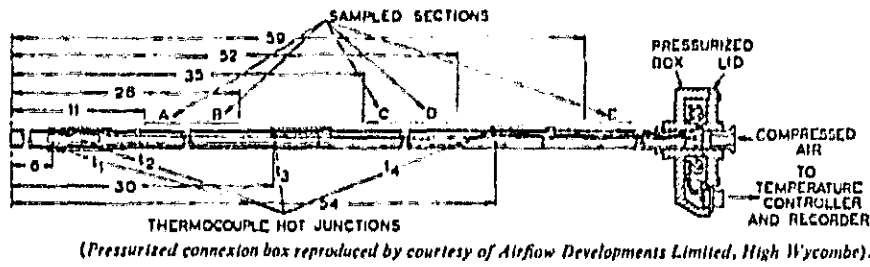 SAMPLED SECTIONS
59
52
35
26
11
A B C D E
PRESSURIZED
BOX LID
COMPRESSED
AIR
TO
TEMPERATURE
CONTROLLER
AND RECORDER
6
t1 t2 t3 t4
30
54
THERMOCOUPLE HOT JUNCTIONS
(Pressurized connexion box reproduced by courtesy of Airflow Developments Limited, High Wycombe).